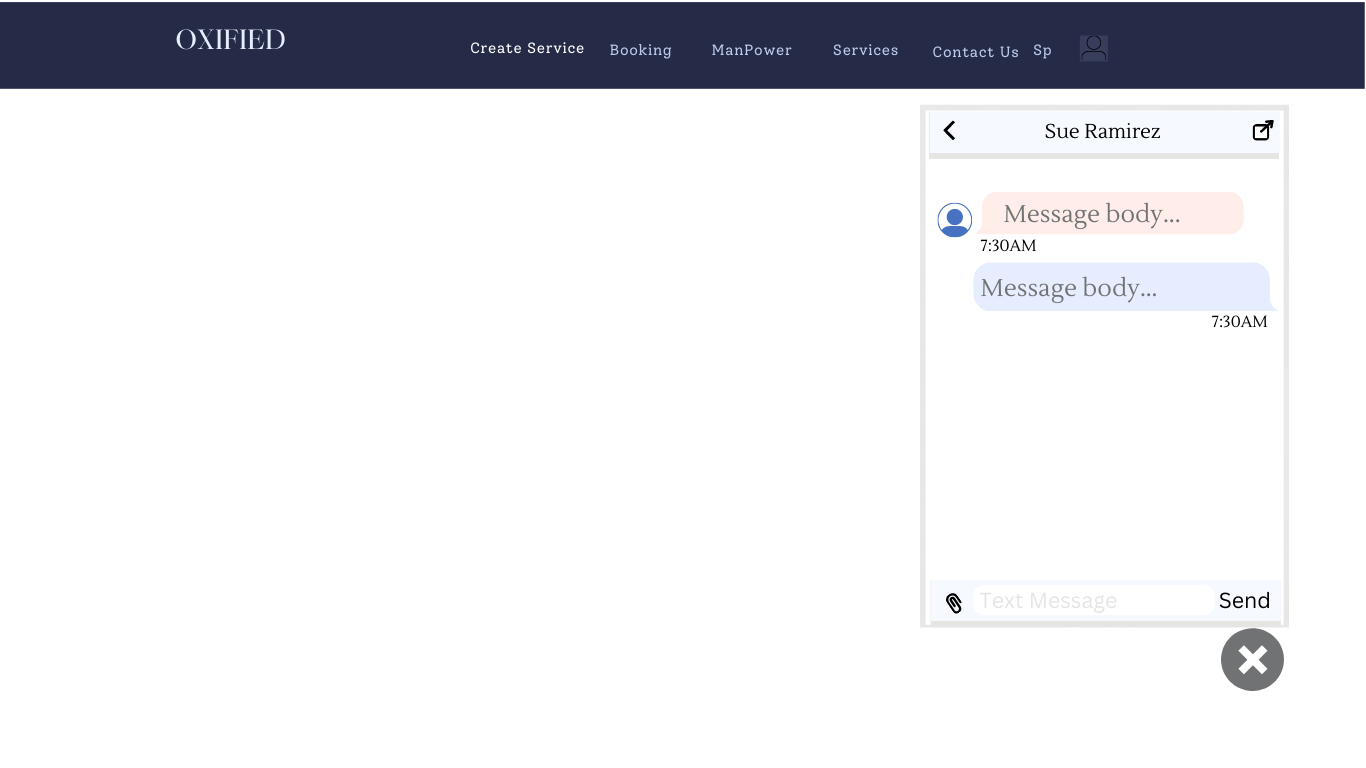 OXIFIED
Create Service Booking ManPower Services Contact Us Sp
Sue Ramirez
Message body...
7:30AM
Message body...
7:30AM
Text Message Send